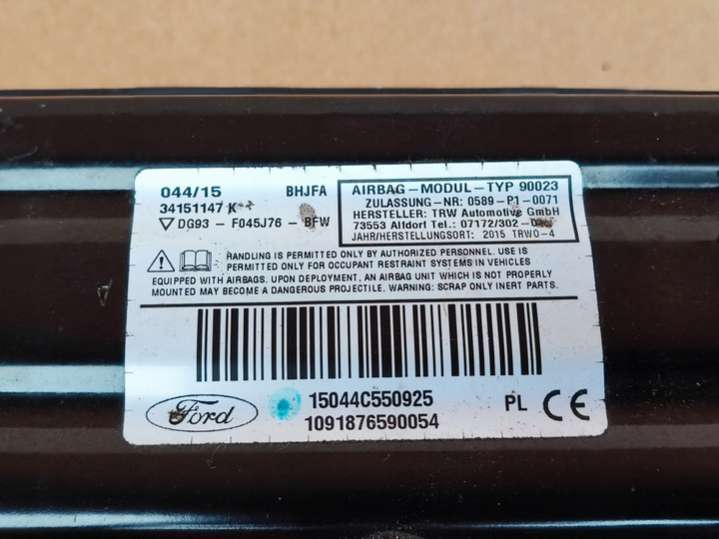 044/15 BHJFA
34151147 K**
▽ DG93 - F045J76 - BFW
AIRBAG-MODUL-TYP 90023
ZULASSUNG-NR: 0589-P1-0071
HERSTELLER: TRW Automotive GmbH
73553 Alfdorf Tel.: 07172/302-
JAHR/HERSTELLUNGSORT: 2015 TRWO-4
HANDLING IS PERMITTED ONLY BY AUTHORIZED PERSONNEL. USE IS
PERMITTED ONLY FOR OCCUPANT RESTRAINT SYSTEMS IN VEHICLES
EQUIPPED WITH AIRBAGS. UPON DEPLOYMENT, AN AIRBAG UNIT WHICH IS NOT PROPERLY
MOUNTED MAY BECOME A DANGEROUS PROJECTILE. WARNING: SCRAP ONLY INERT PARTS.
Ford
15044C550925
1091876590054
PL CE